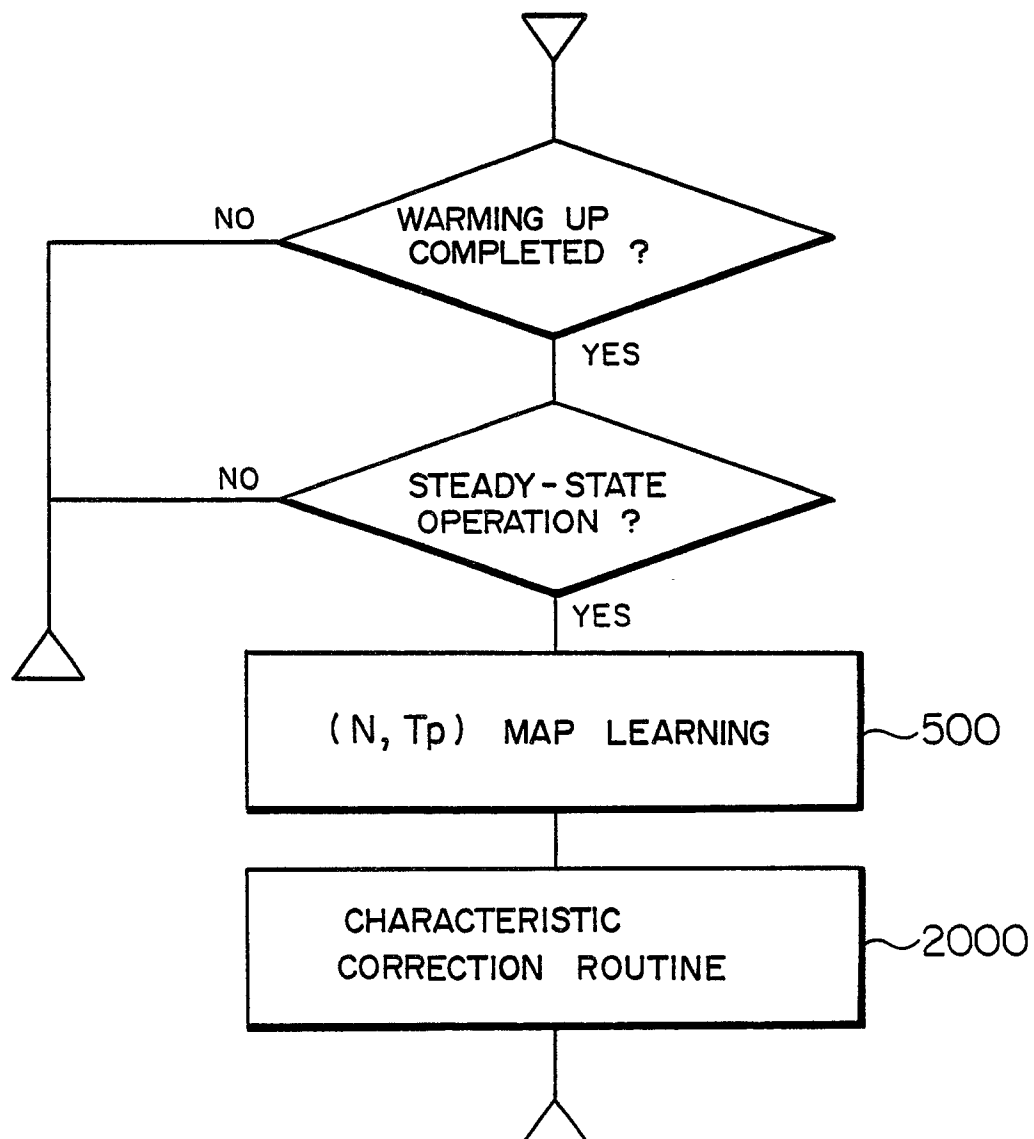 NO
WARMING UP
COMPLETED ?
YES
NO
STEADY-STATE
OPERATION ?
YES
(N, Tp) MAP LEARNING
500
CHARACTERISTIC
CORRECTION ROUTINE
2000